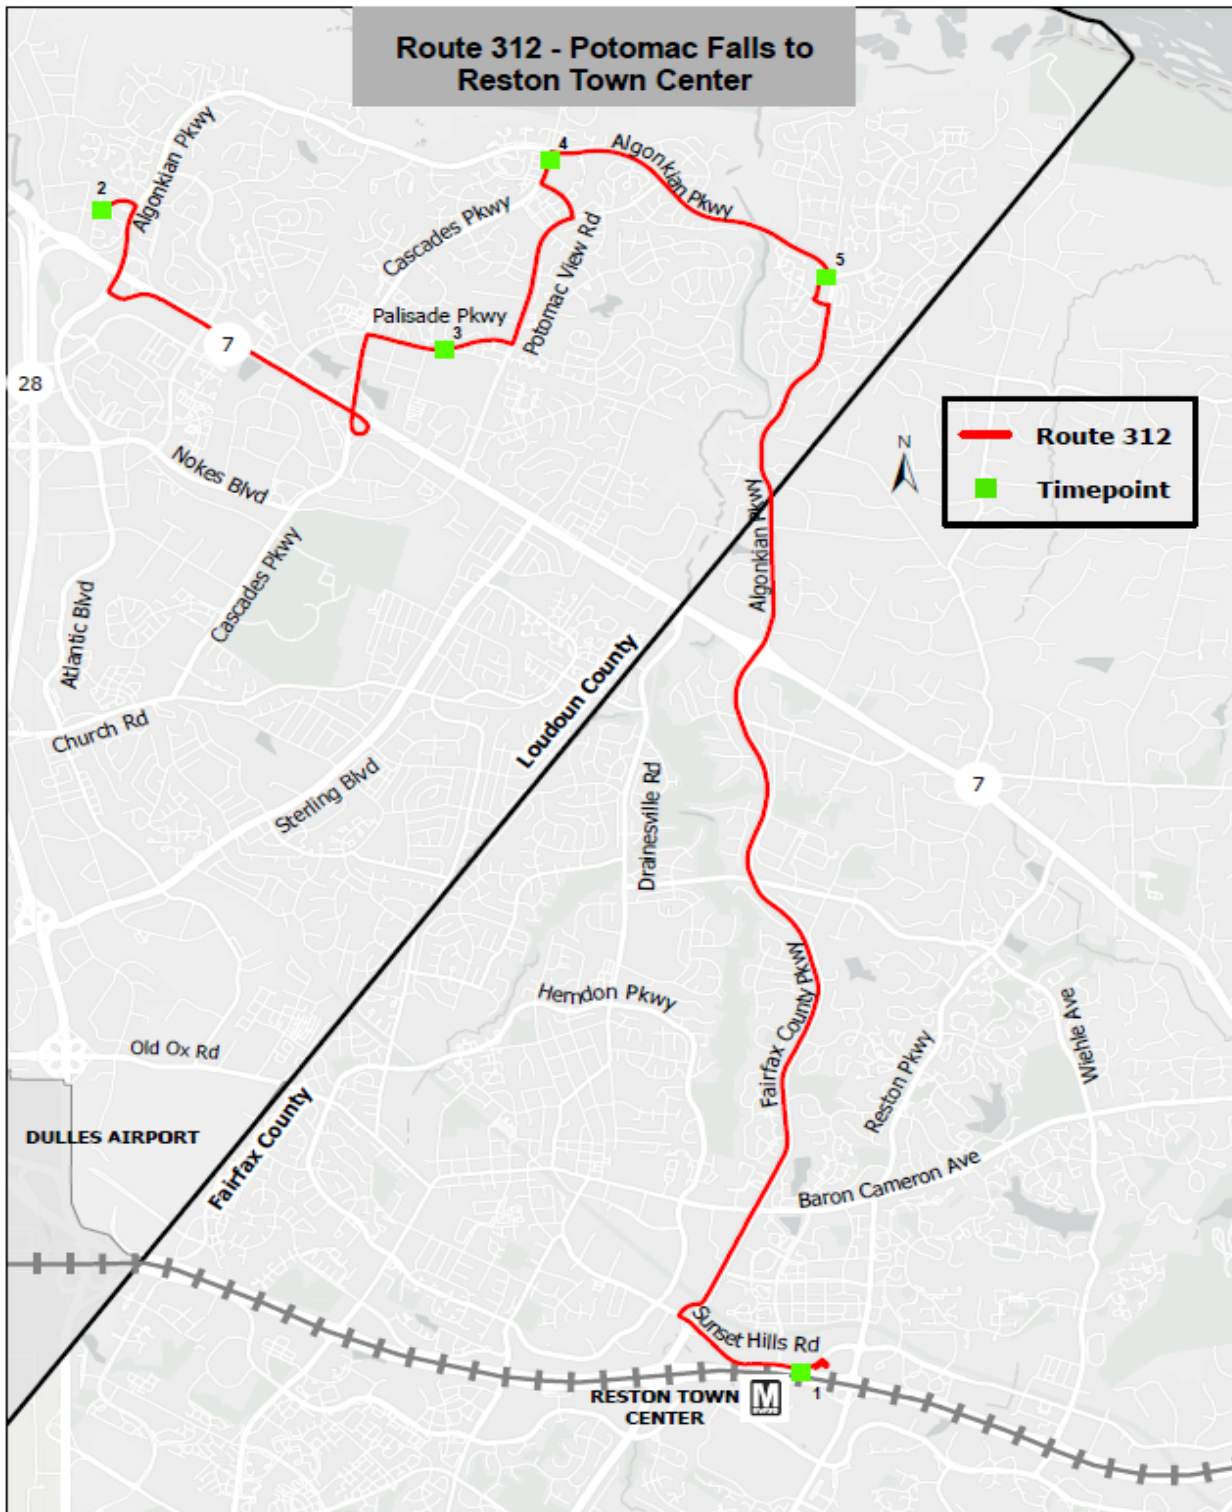 Route 312 - Potomac Falls to
Reston Town Center
4
Algonkian Pkwy
Algonkian Pkwy
2
Cascades Pkwy
Potomac View Rd
5
Palisade Pkwy
3
7
28
N
Route 312
Timepoint
Nokes Blvd
Algonkian Pkwy
Cascades Pkwy
Atlantic Blvd
Loudoun County
Church Rd
Sterling Blvd
Drainesville Rd
7
Fairfax County Pkwy
Herndon Pkwy
Wiehle Ave
Reston Pkwy
Old Ox Rd
DULLES AIRPORT
Fairfax County
Baron Cameron Ave
Sunset Hills Rd
RESTON TOWN
CENTER
M
1